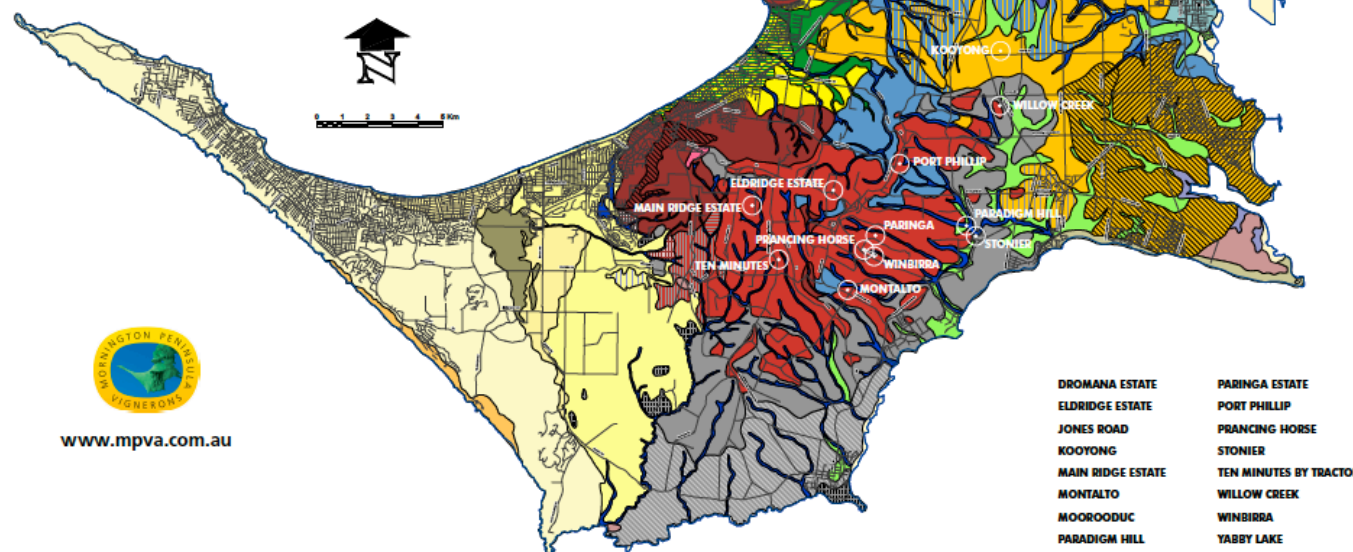 N
0 1 2 3 4 5 Km
KOOYONG
WILLOW CREEK
PORT PHILLIP
ELDRIDGE ESTATE
MAIN RIDGE ESTATE
PARADIGM HILL
PARINGA
PRANCING HORSE
STONIER
TEN MINUTES
WINBIRRA
MONTALTO
MORNINGTON PENINSULA
VIGNERONS
www.mpva.com.au
DROMANA ESTATE
ELDRIDGE ESTATE
JONES ROAD
KOOYONG
MAIN RIDGE ESTATE
MONTALTO
MOOROODUC
PARADIGM HILL
PARINGA ESTATE
PORT PHILLIP
PRANCING HORSE
STONIER
TEN MINUTES BY TRACTO
WILLOW CREEK
WINBIRRA
YABBY LAKE